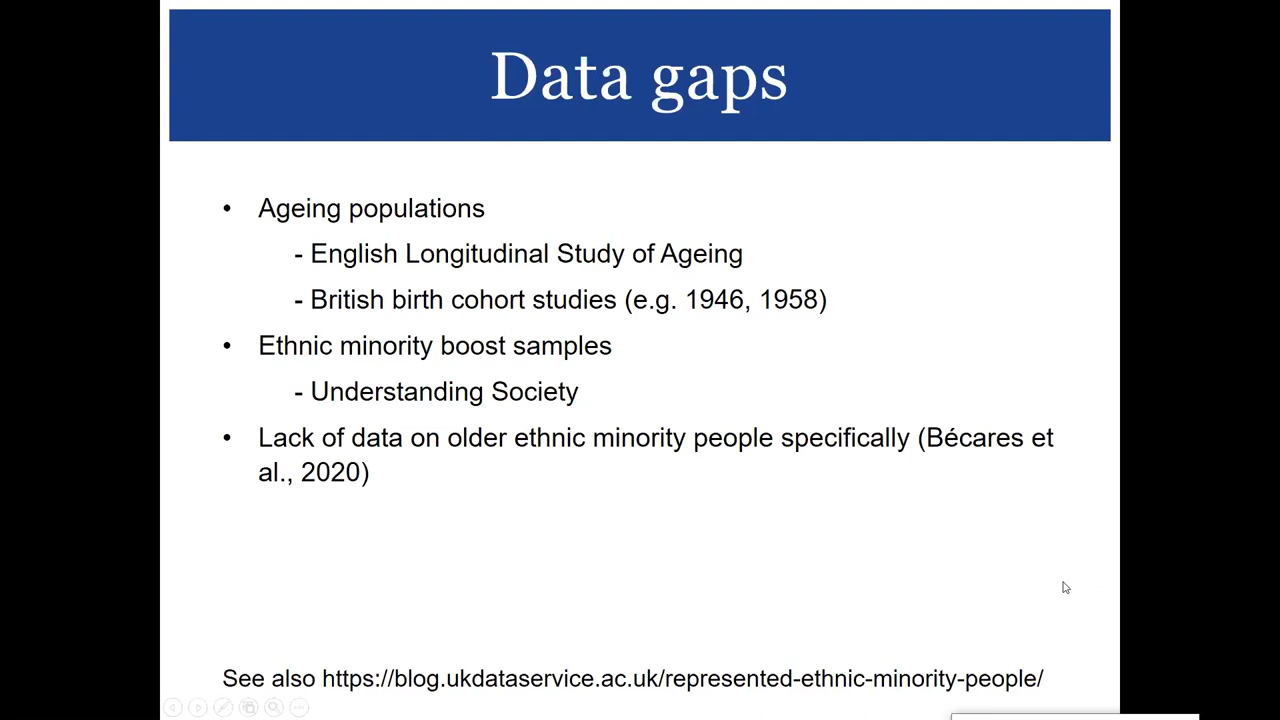 Data gaps
• Ageing populations
- English Longitudinal Study of Ageing
- British birth cohort studies (e.g. 1946, 1958)
• Ethnic minority boost samples
- Understanding Society
• Lack of data on older ethnic minority people specifically (Bécares et
al., 2020)
See also https://blog.ukdataservice.ac.uk/represented-ethnic-minority-people/